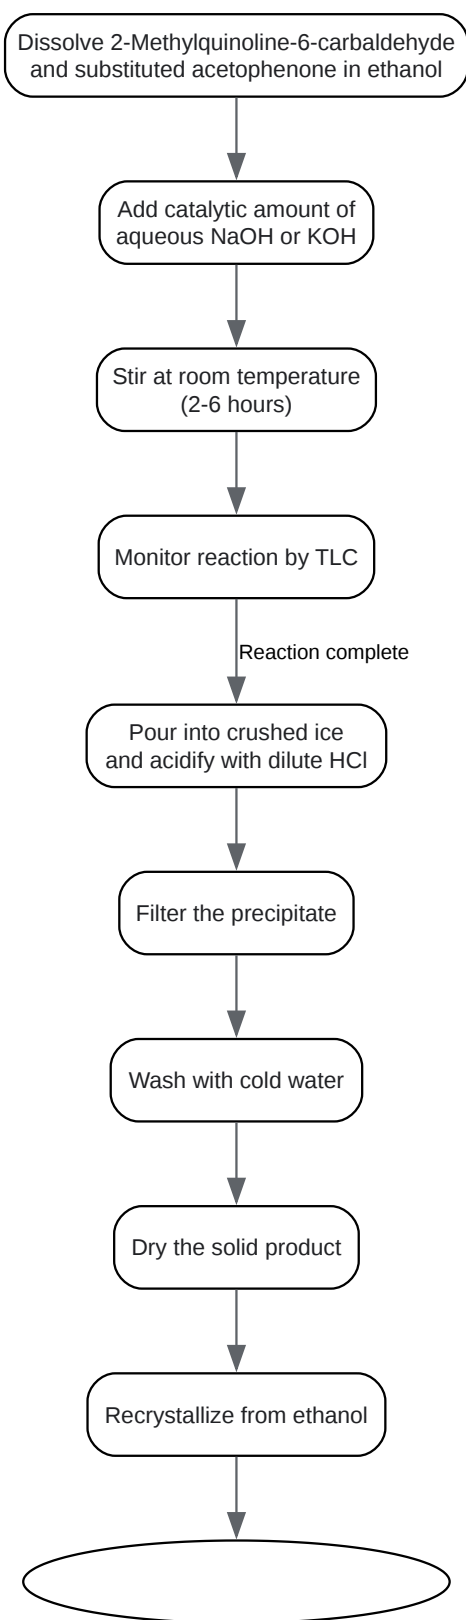 Dissolve 2-Methylquinoline-6-carbaldehyde
and substituted acetophenone in ethanol
Add catalytic amount of
aqueous NaOH or KOH
Stir at room temperature
(2-6 hours)
Monitor reaction by TLC
Reaction complete
Pour into crushed ice
and acidify with dilute HCl
Filter the precipitate
Wash with cold water
Dry the solid product
Recrystallize from ethanol